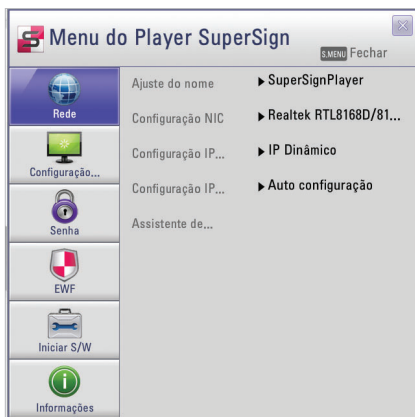 Menu do Player SuperSign
S.MENU Fechar
Rede
Configuração...
Senha
EWF
Iniciar S/W
Informações
Ajuste do nome ▶ SuperSignPlayer
Configuração NIC ▶ Realtek RTL8168D/81...
Configuração IP... ▶ IP Dinâmico
Configuração IP... ▶ Auto configuração
Assistente de...